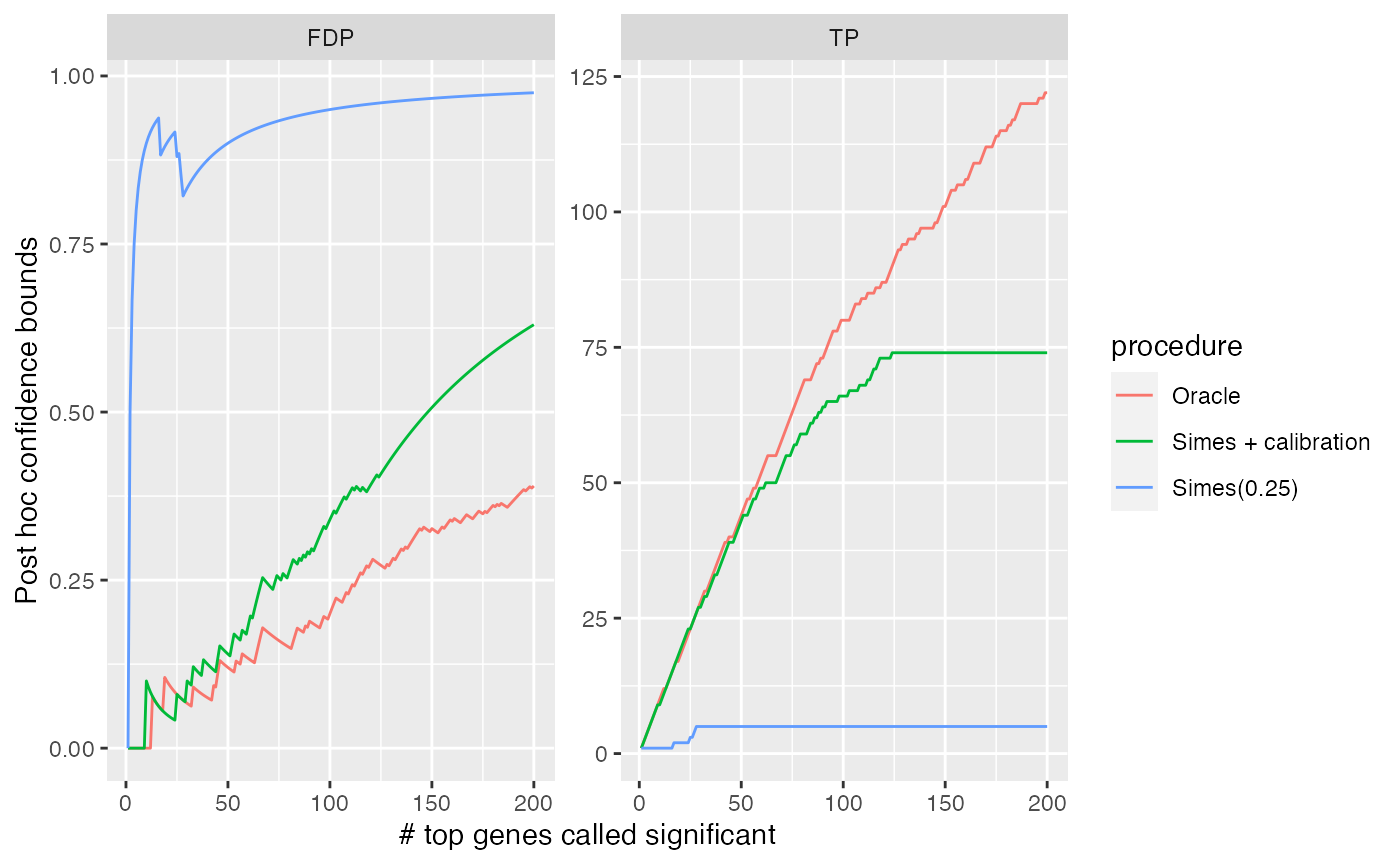 FDP
TP
Post hoc confidence bounds
1.00
0.75
0.50
0.25
0.00
125
100
75
50
25
0
0 50 100 150 200
0 50 100 150 200
# top genes called significant
procedure
Oracle
Simes + calibration
Simes(0.25)